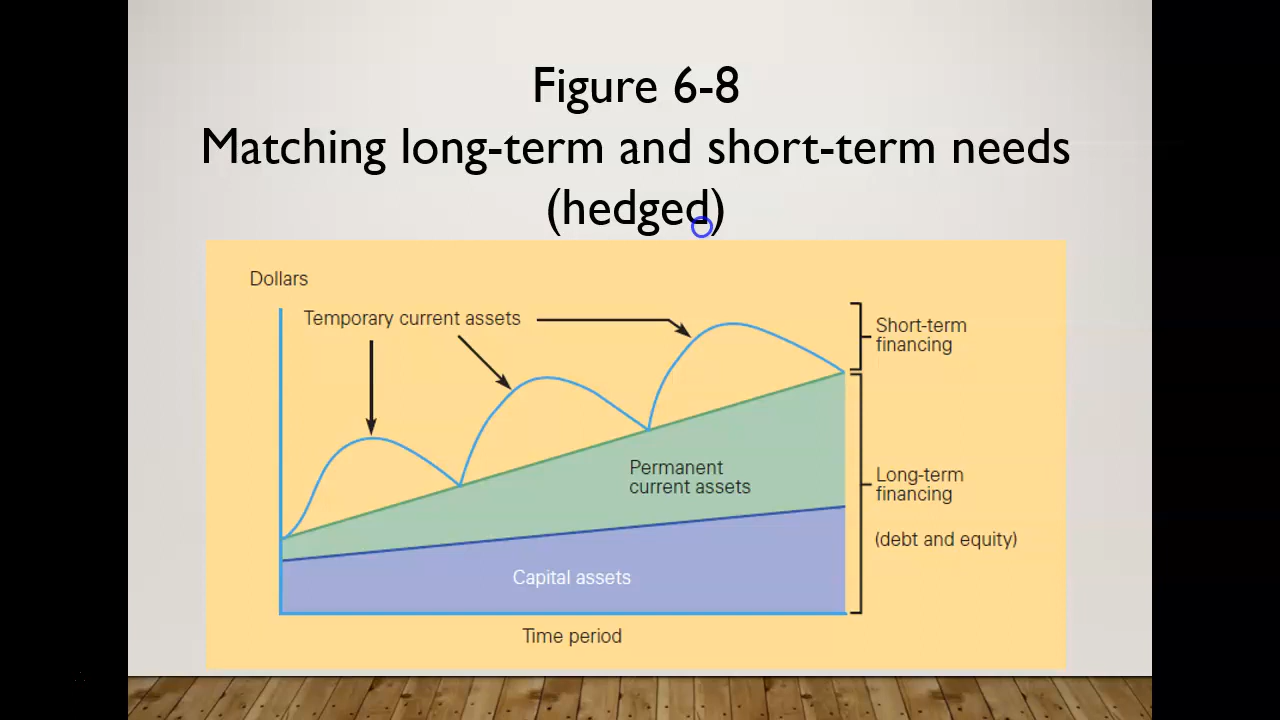 Figure 6-8
Matching long-term and short-term needs
(hedged)
Dollars
Temporary current assets
Short-term
financing
Permanent
current assets
Long-term
financing
(debt and equity)
Capital assets
Time period